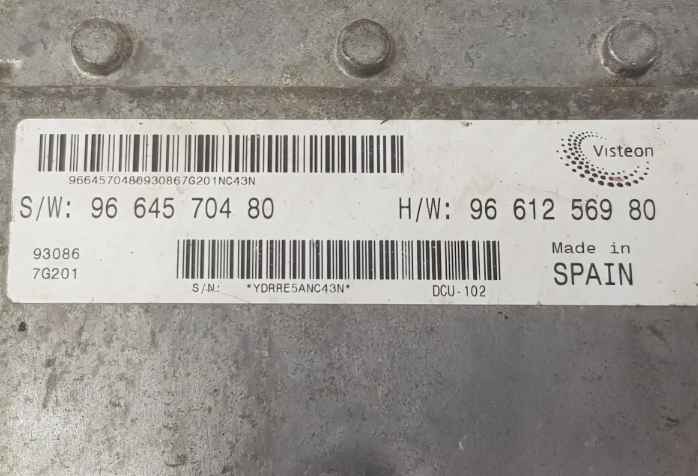 Visteon
9664570480930867G201NC43N
S/W: 96 645 704 80
H/W: 96 612 569 80
93086
7G201
S/N: *YDRRE5ANC43N*
DCU-102
Made in
SPAIN